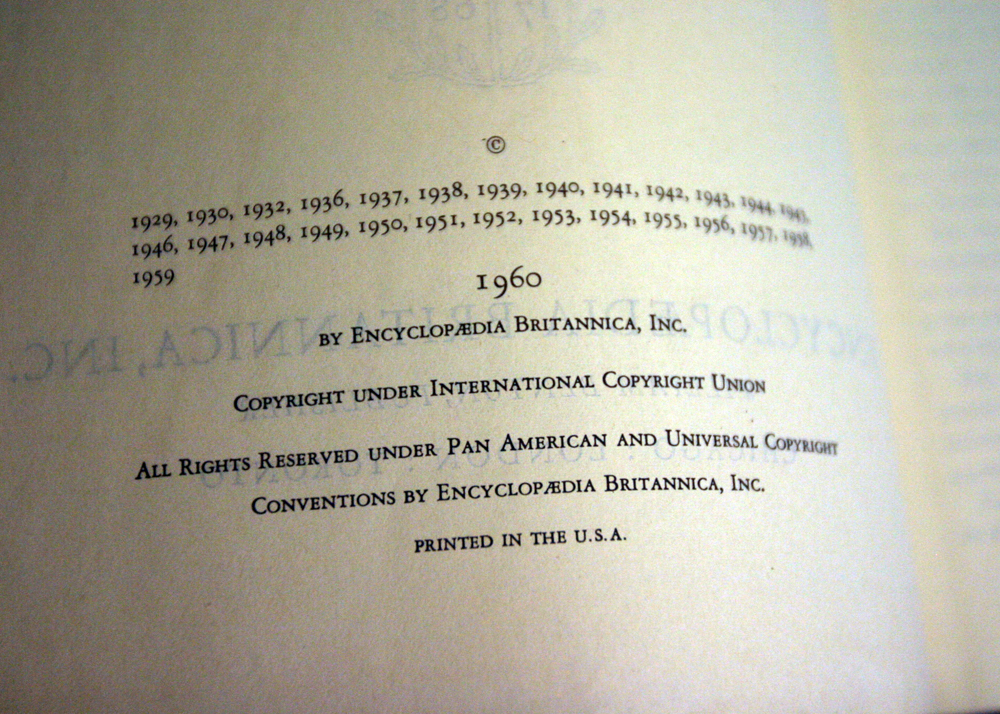 ©
1929, 1930, 1932, 1936, 1937, 1938, 1939, 1940, 1941, 1942, 1943, 1944, 1945,
1946, 1947, 1948, 1949, 1950, 1951, 1952, 1953, 1954, 1955, 1956, 1957, 1958,
1959
1960
BY ENCYCLOPÆDIA BRITANNICA, INC.
COPYRIGHT UNDER INTERNATIONAL COPYRIGHT UNION
ALL RIGHTS RESERVED UNDER PAN AMERICAN AND UNIVERSAL COPYRIGHT
CONVENTIONS BY ENCYCLOPÆDIA BRITANNICA, INC.
PRINTED IN THE U.S.A.